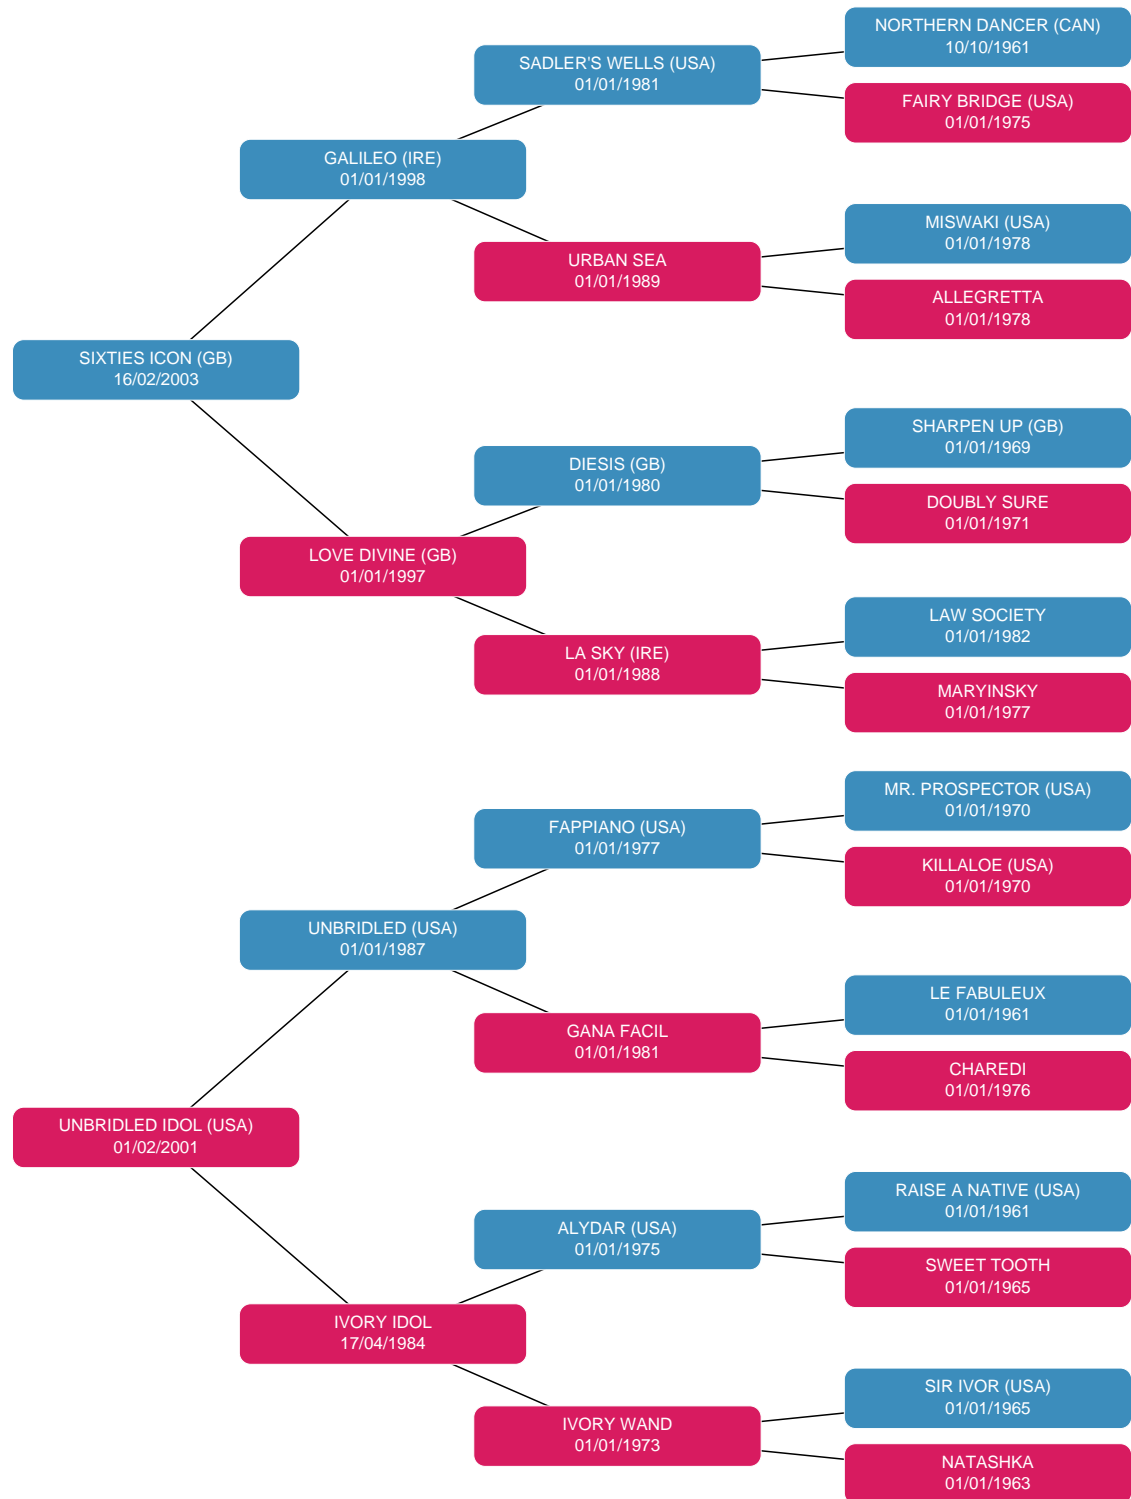 NORTHERN DANCER (CAN)
10/10/1961
SADLER'S WELLS (USA)
01/01/1981
FAIRY BRIDGE (USA)
01/01/1975
GALILEO (IRE)
01/01/1998
MISWAKI (USA)
01/01/1978
URBAN SEA
01/01/1989
ALLEGRETTA
01/01/1978
SIXTIES ICON (GB)
16/02/2003
SHARPEN UP (GB)
01/01/1969
DIESIS (GB)
01/01/1980
DOUBLY SURE
01/01/1971
LOVE DIVINE (GB)
01/01/1997
LAW SOCIETY
01/01/1982
LA SKY (IRE)
01/01/1988
MARYINSKY
01/01/1977
MR. PROSPECTOR (USA)
01/01/1970
FAPPIANO (USA)
01/01/1977
KILLALOE (USA)
01/01/1970
UNBRIDLED (USA)
01/01/1987
LE FABULEUX
01/01/1961
GANA FACIL
01/01/1981
CHAREDI
01/01/1976
UNBRIDLED IDOL (USA)
01/02/2001
RAISE A NATIVE (USA)
01/01/1961
ALYDAR (USA)
01/01/1975
SWEET TOOTH
01/01/1965
IVORY IDOL
17/04/1984
SIR IVOR (USA)
01/01/1965
IVORY WAND
01/01/1973
NATASHKA
01/01/1963